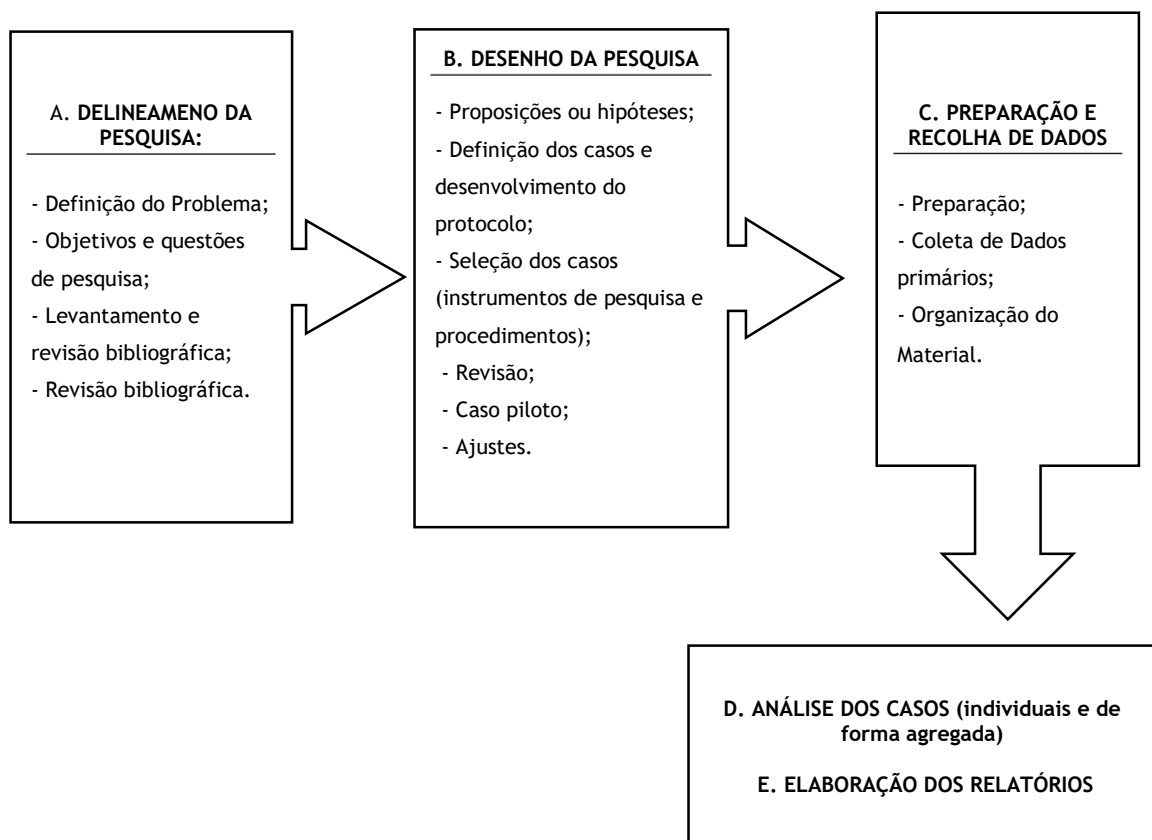 A. DELINEAMENO DA
PESQUISA:
- Definição do Problema;
- Objetivos e questões
de pesquisa;
- Levantamento e
revisão bibliográfica;
- Revisão bibliográfica.
B. DESENHO DA PESQUISA
- Proposições ou hipóteses;
- Definição dos casos e
desenvolvimento do
protocolo;
- Seleção dos casos
(instrumentos de pesquisa e
procedimentos);
- Revisão;
- Caso piloto;
- Ajustes.
C. PREPARAÇÃO E
RECOLHA DE DADOS
- Preparação;
- Coleta de Dados
primários;
- Organização do
Material.
D. ANÁLISE DOS CASOS (individuais e de
forma agregada)
E. ELABORAÇÃO DOS RELATÓRIOS